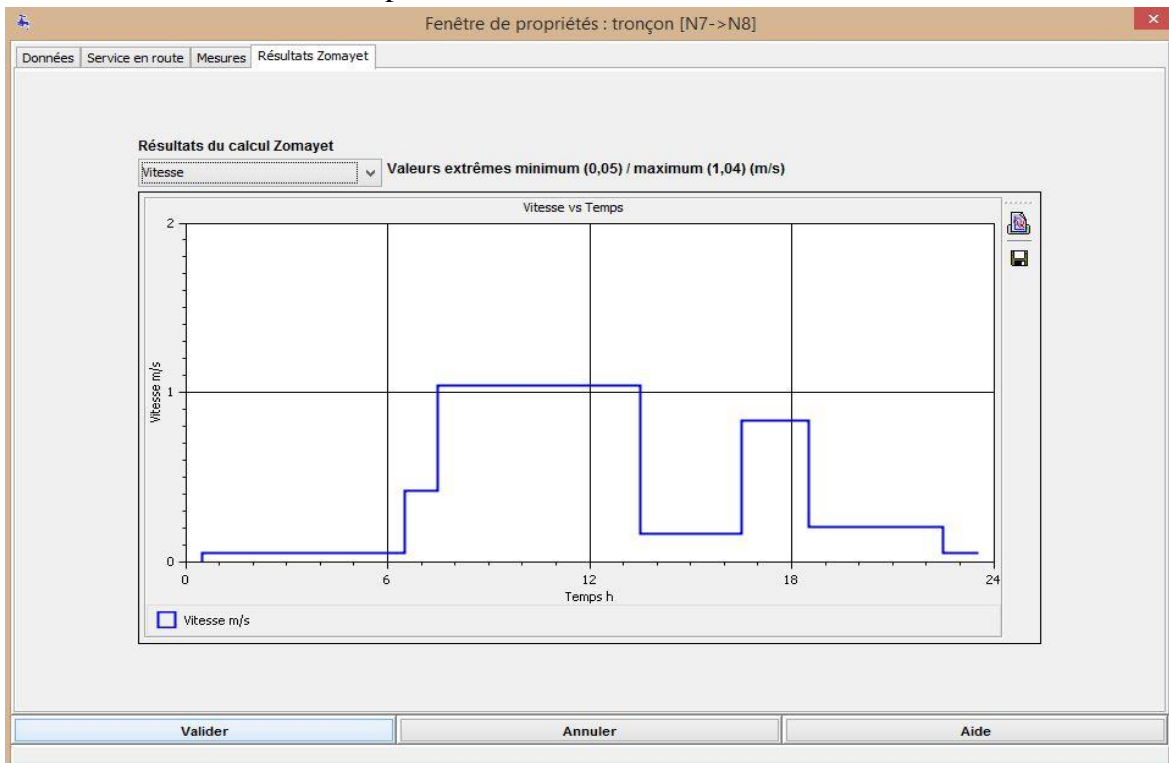 Fenêtre de propriétés : tronçon [N7->N8]
Données Service en route Mesures Résultats Zomayet
Résultats du calcul Zomayet
Vitesse Valeurs extrêmes minimum (0,05) / maximum (1,04) (m/s)
Vitesse vs Temps
2
1
0
Vitesse m/s
0 6 12 18 24
Temps h
Vitesse m/s
Valider Annuler Aide